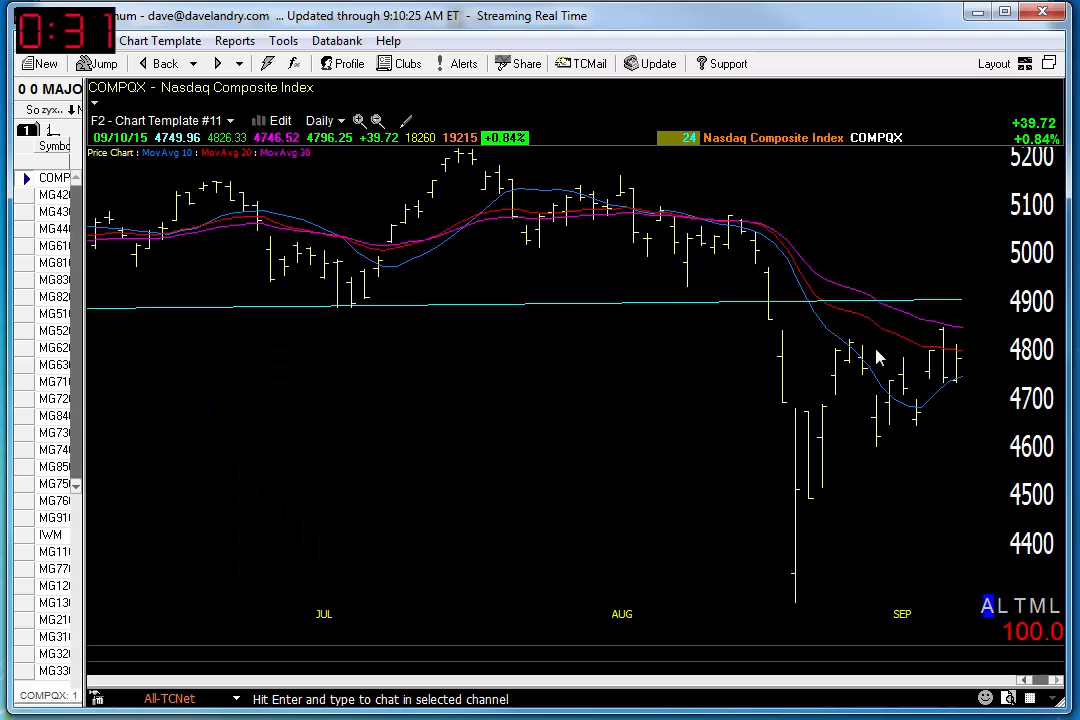 num - dave@davelandry.com ... Updated through 9:10:25 AM ET - Streaming Real Time
0:31
Chart Template Reports Tools Databank Help
New Jump Back Profile Clubs Alerts Share TCMail Update Support Layout
0 0 MAJO
COMPQX - Nasdaq Composite Index
So zyx..
F2 - Chart Template #11 Edit Daily
1
+39.72
09/10/15 4749.96 4826.33 4746.52 4796.25 +39.72 18260 19215 +0.84% 24 Nasdaq Composite Index COMPQX
+0.84%
Symbo
Price Chart : MovAvg 10 : MovAvg 20 : MovAvg 30
5200
COMP
MG42
5100
MG43
MG44
MG61
5000
MG81
MG83
MG82
4900
MG51
MG52
MG62
4800
MG63
MG71
MG72
4700
MG84
MG73
MG74
4600
MG85
MG75
4500
MG76
MG91
IWM
4400
MG11
MG77
MG12
MG13
A L T M L
MG21
JUL AUG SEP
MG31
100.0
MG32
MG33
COMPQX: 1
All-TCNet Hit Enter and type to chat in selected channel